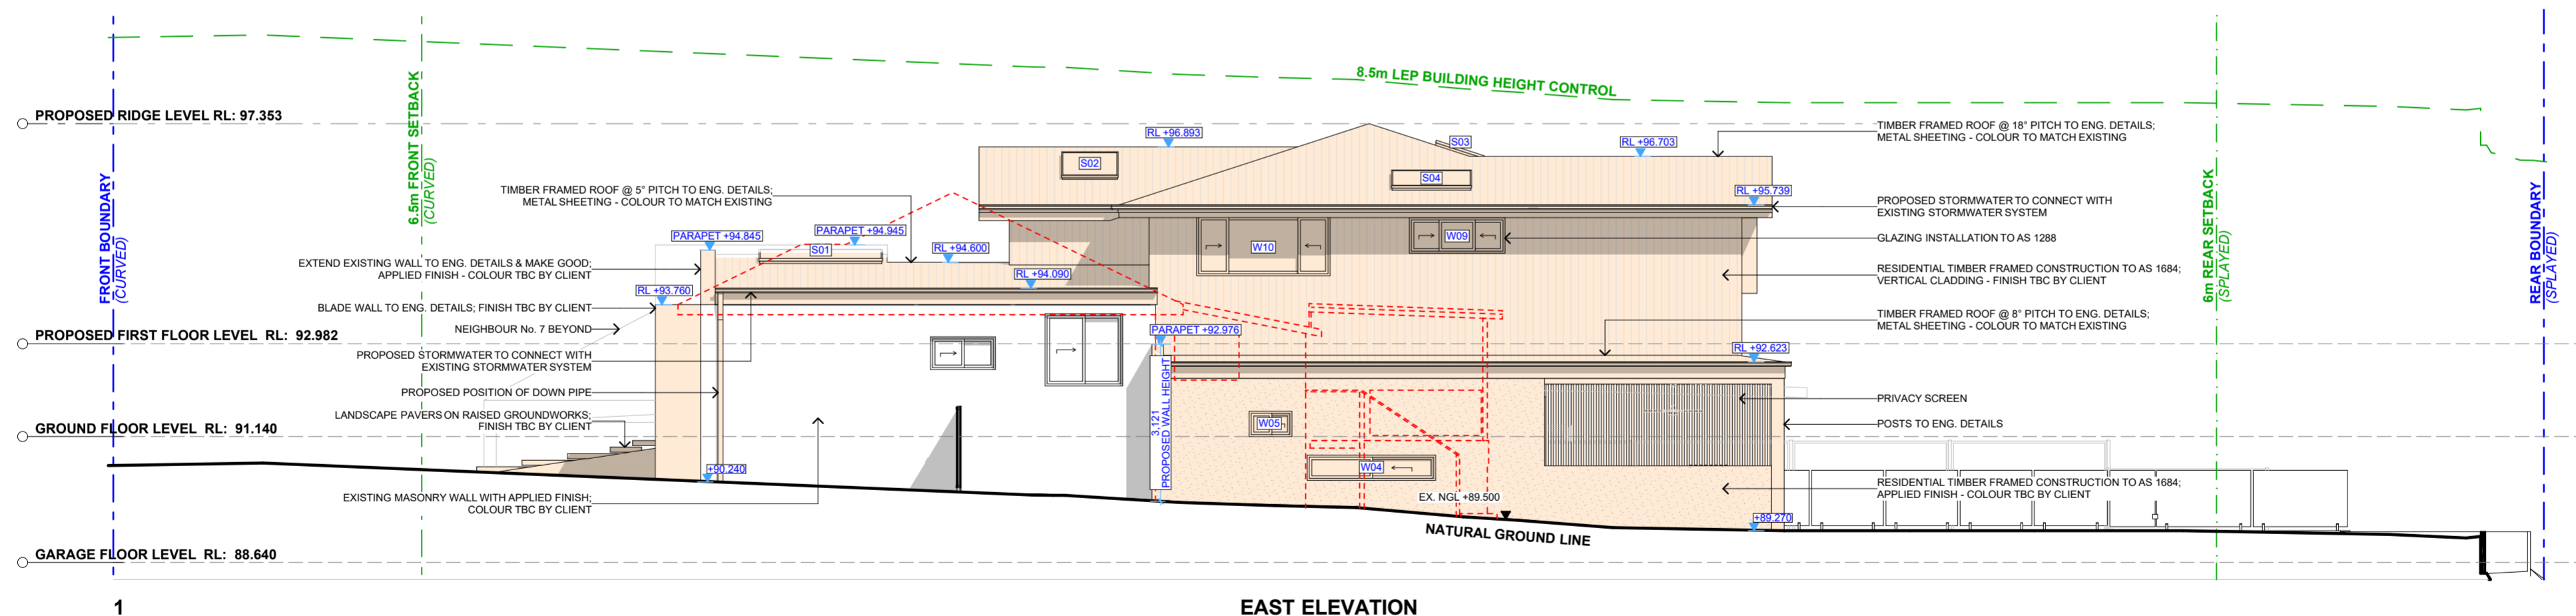 8.5m LEP BUILDING HEIGHT CONTROL
PROPOSED RIDGE LEVEL RL: 97.353
FRONT BOUNDARY
(CURVED)
6.5m FRONT SETBACK
(CURVED)
TIMBER FRAMED ROOF @ 5° PITCH TO ENG. DETAILS;
METAL SHEETING - COLOUR TO MATCH EXISTING
EXTEND EXISTING WALL TO ENG. DETAILS & MAKE GOOD;
APPLIED FINISH - COLOUR TBC BY CLIENT
BLADE WALL TO ENG. DETAILS; FINISH TBC BY CLIENT
NEIGHBOUR No. 7 BEYOND
PROPOSED FIRST FLOOR LEVEL RL: 92.982
PROPOSED STORMWATER TO CONNECT WITH
EXISTING STORMWATER SYSTEM
PROPOSED POSITION OF DOWN PIPE
LANDSCAPE PAVERS ON RAISED GROUNDWORKS;
FINISH TBC BY CLIENT
GROUND FLOOR LEVEL RL: 91.140
EXISTING MASONRY WALL WITH APPLIED FINISH;
COLOUR TBC BY CLIENT
GARAGE FLOOR LEVEL RL: 88.640
RL +96.893
S02
S03
S04
RL +96.703
RL +95.739
PARAPET +94.845
PARAPET +94.945
S01
RL +94.600
RL +94.090
RL +93.760
W10
W09
PARAPET +92.976
3,121
PROPOSED WALL HEIGHT
RL +92.623
W05
W04
+90.240
EX. NGL +89.500
+89.270
NATURAL GROUND LINE
TIMBER FRAMED ROOF @ 18° PITCH TO ENG. DETAILS;
METAL SHEETING - COLOUR TO MATCH EXISTING
PROPOSED STORMWATER TO CONNECT WITH
EXISTING STORMWATER SYSTEM
GLAZING INSTALLATION TO AS 1288
RESIDENTIAL TIMBER FRAMED CONSTRUCTION TO AS 1684;
VERTICAL CLADDING - FINISH TBC BY CLIENT
TIMBER FRAMED ROOF @ 8° PITCH TO ENG. DETAILS;
METAL SHEETING - COLOUR TO MATCH EXISTING
PRIVACY SCREEN
POSTS TO ENG. DETAILS
RESIDENTIAL TIMBER FRAMED CONSTRUCTION TO AS 1684;
APPLIED FINISH - COLOUR TBC BY CLIENT
6m REAR SETBACK
(SPLAYED)
REAR BOUNDARY
(SPLAYED)
1
EAST ELEVATION